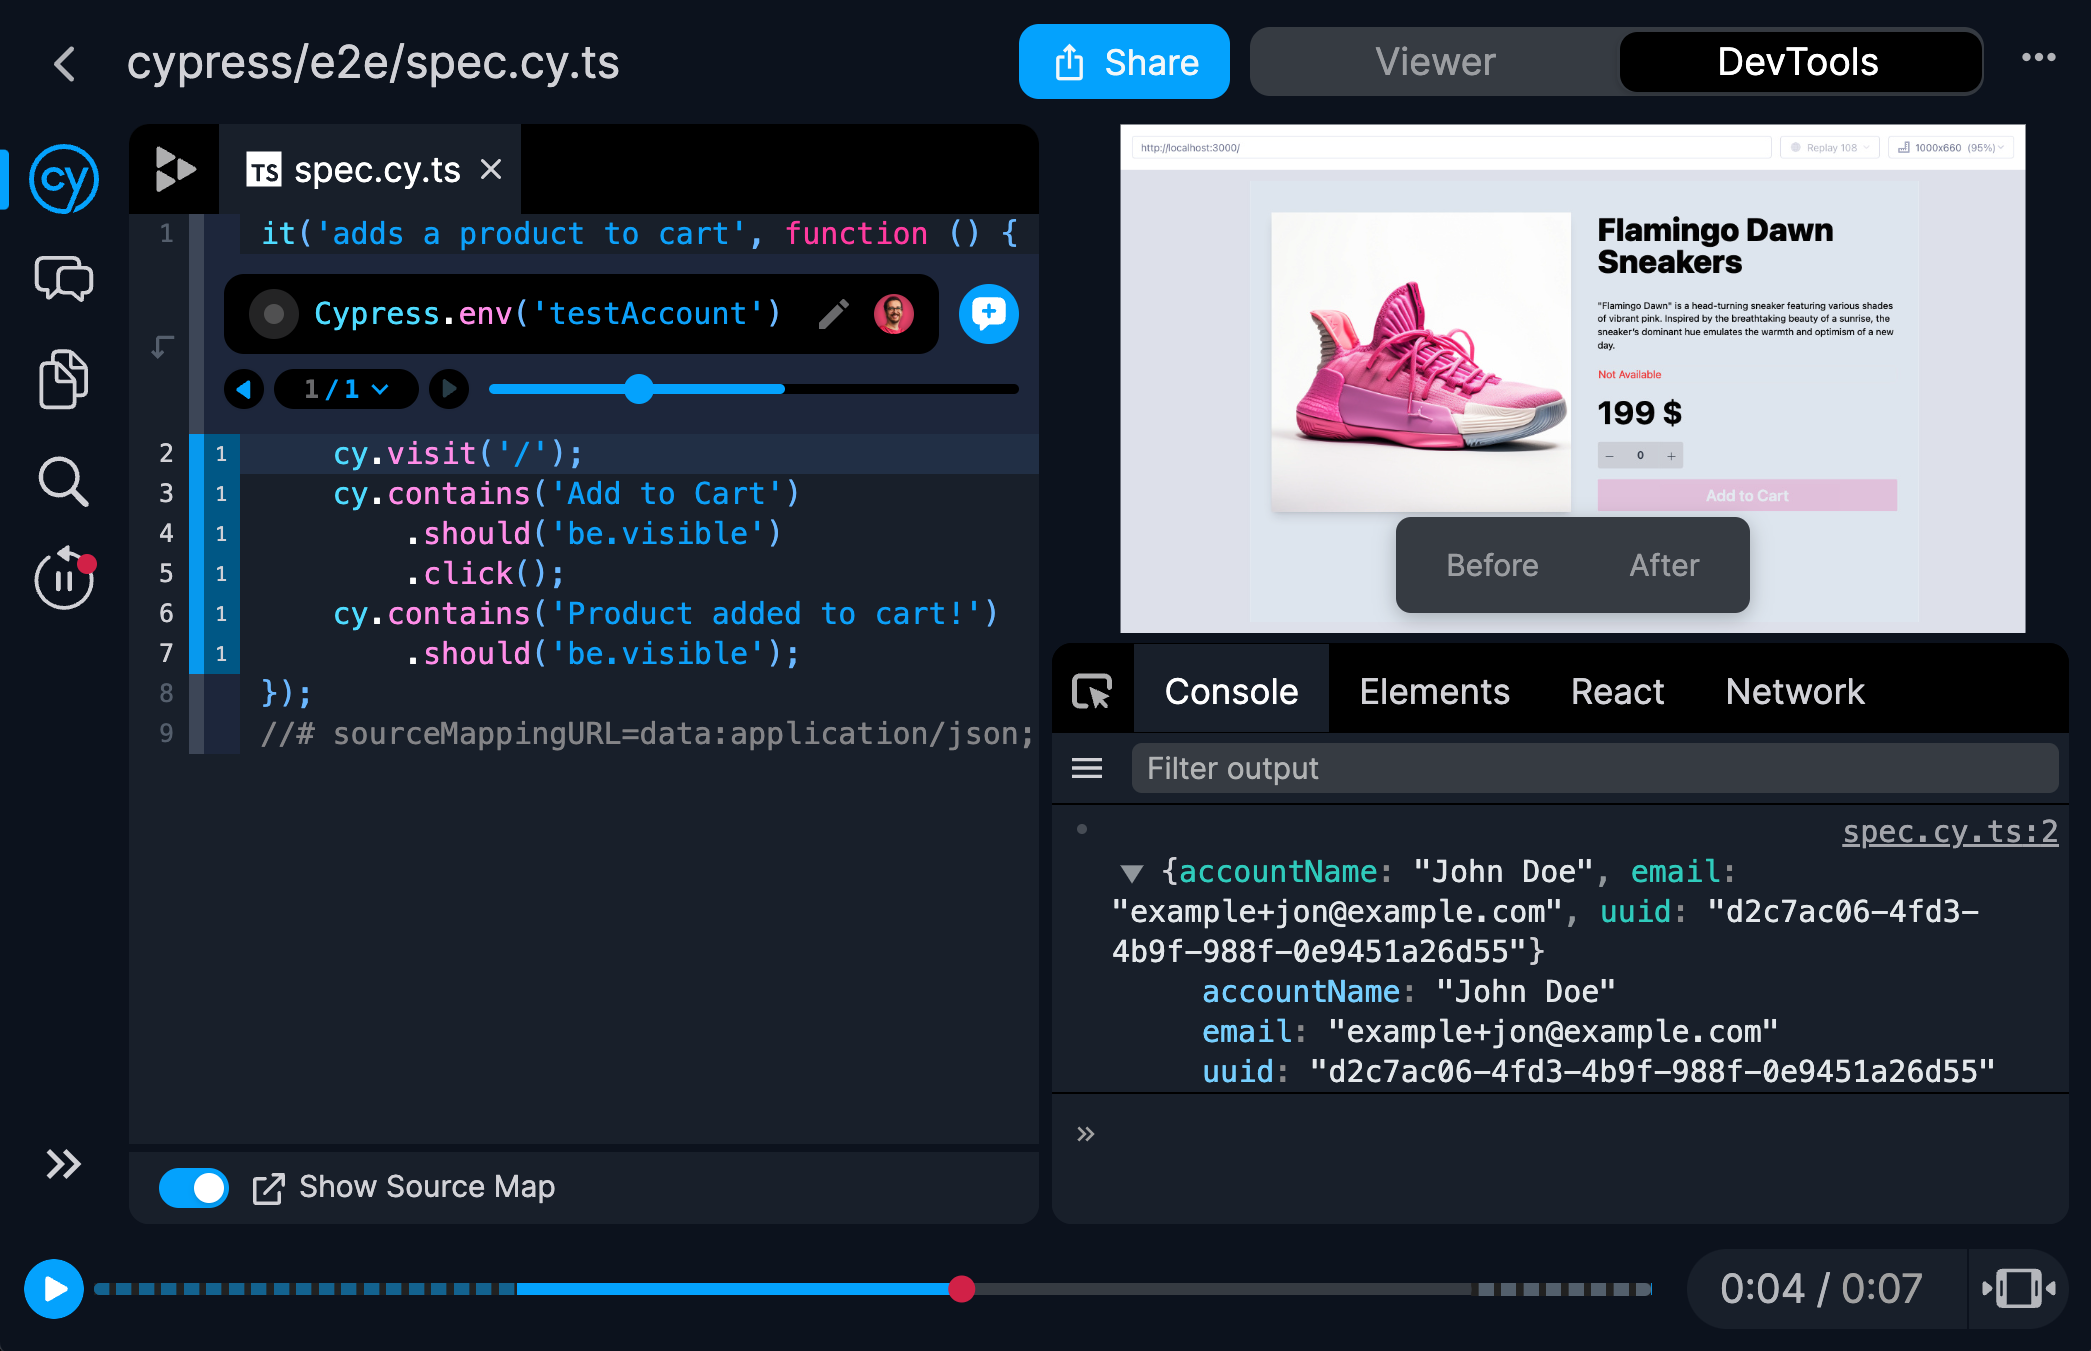 cypress/e2e/spec.cy.ts
Share
Viewer
DevTools
cy
TS spec.cy.ts
1 it('adds a product to cart', function () {
Cypress.env('testAccount')
1/1
2 1 cy.visit('/');
3 1 cy.contains('Add to Cart')
4 1 .should('be.visible')
5 1 .click();
6 1 cy.contains('Product added to cart!')
7 1 .should('be.visible');
8 });
9 //# sourceMappingURL=data:application/json;
Show Source Map
http://localhost:3000/
Replay 108
1000x660 (95%)
Flamingo Dawn
Sneakers
"Flamingo Dawn" is a head-turning sneaker featuring various shades
of vibrant pink. Inspired by the breathtaking beauty of a sunrise, the
sneaker's dominant hue emulates the warmth and optimism of a new
day.
Not Available
199 $
− 0 +
Add to Cart
Before
After
Console
Elements
React
Network
Filter output
spec.cy.ts:2
{accountName: "John Doe", email:
"example+jon@example.com", uuid: "d2c7ac06-4fd3-
4b9f-988f-0e9451a26d55"}
accountName: "John Doe"
email: "example+jon@example.com"
uuid: "d2c7ac06-4fd3-4b9f-988f-0e9451a26d55"
0:04 / 0:07